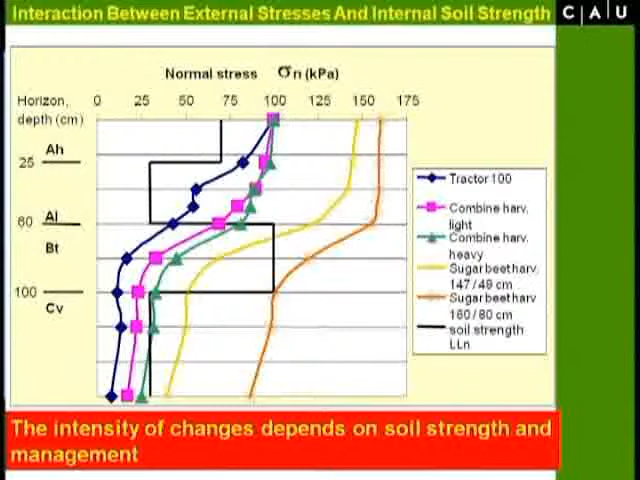 Interaction Between External Stresses And Internal Soil Strength
C A U
Normal stress σn (kPa)
Horizon,
depth (cm)
0 25 50 75 100 125 150 175
Ah
25
Al
60
Bt
100
Cv
Tractor 100
Combine harv.
light
Combine harv.
heavy
Sugar beet harv.
147 / 49 cm
Sugar beet harv
160 / 80 cm
soil strength
LLn
The intensity of changes depends on soil strength and
management